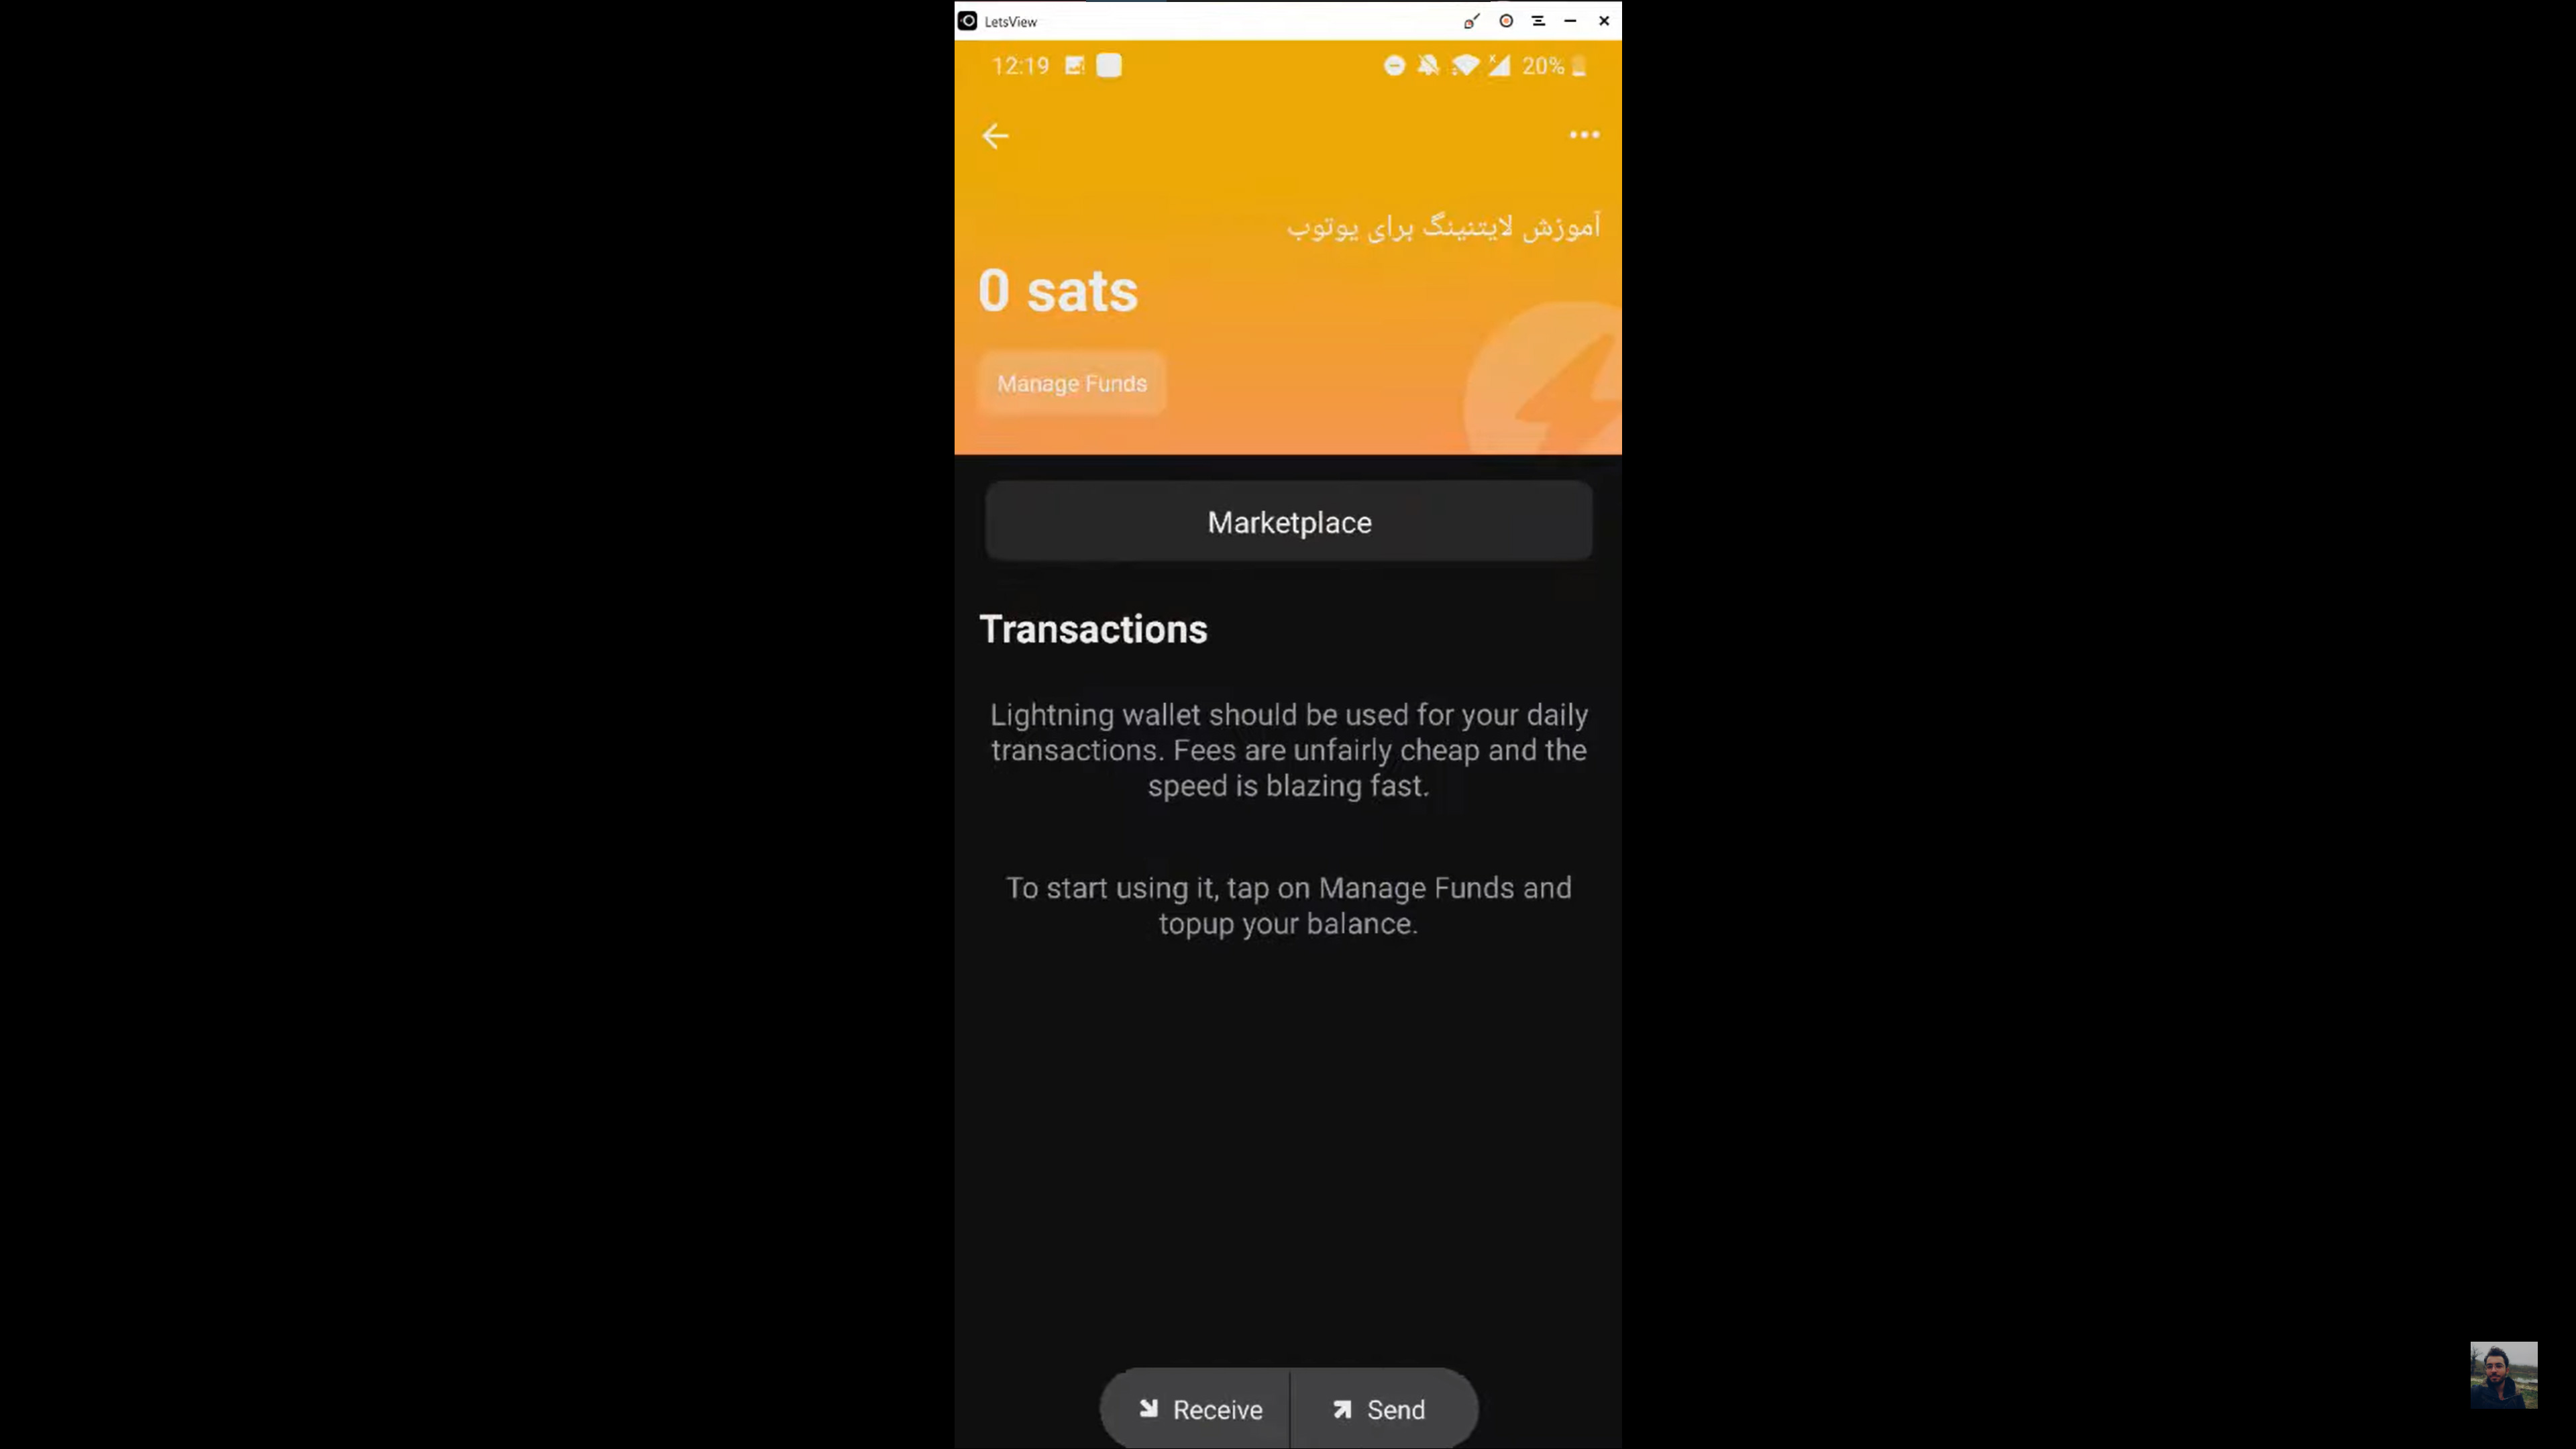 LetsView
12:19
20%
آموزش لایتنینگ برای یوتوب
0 sats
Manage Funds
Marketplace
Transactions
Lightning wallet should be used for your daily
transactions. Fees are unfairly cheap and the
speed is blazing fast.
To start using it, tap on Manage Funds and
topup your balance.
Receive
Send